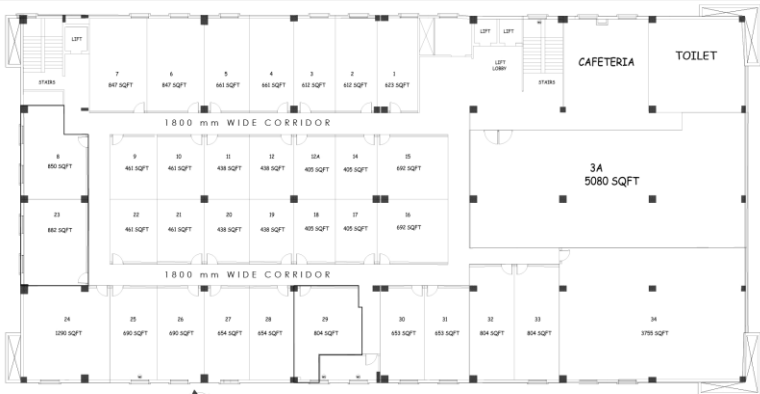 LIFT
STAIRS
7
847 SQFT
6
847 SQFT
5
661 SQFT
4
661 SQFT
3
612 SQFT
2
612 SQFT
1
623 SQFT
LIFT
LIFT
LIFT
LOBBY
STAIRS
CAFETERIA
TOILET
1800 mm WIDE CORRIDOR
8
850 SQFT
9
461 SQFT
10
461 SQFT
11
438 SQFT
12
438 SQFT
12A
405 SQFT
14
405 SQFT
15
692 SQFT
3A
5080 SQFT
23
882 SQFT
22
461 SQFT
21
461 SQFT
20
438 SQFT
19
438 SQFT
18
405 SQFT
17
405 SQFT
16
692 SQFT
1800 mm WIDE CORRIDOR
24
1290 SQFT
25
690 SQFT
26
690 SQFT
27
654 SQFT
28
654 SQFT
29
804 SQFT
30
653 SQFT
31
653 SQFT
32
804 SQFT
33
804 SQFT
34
3755 SQFT